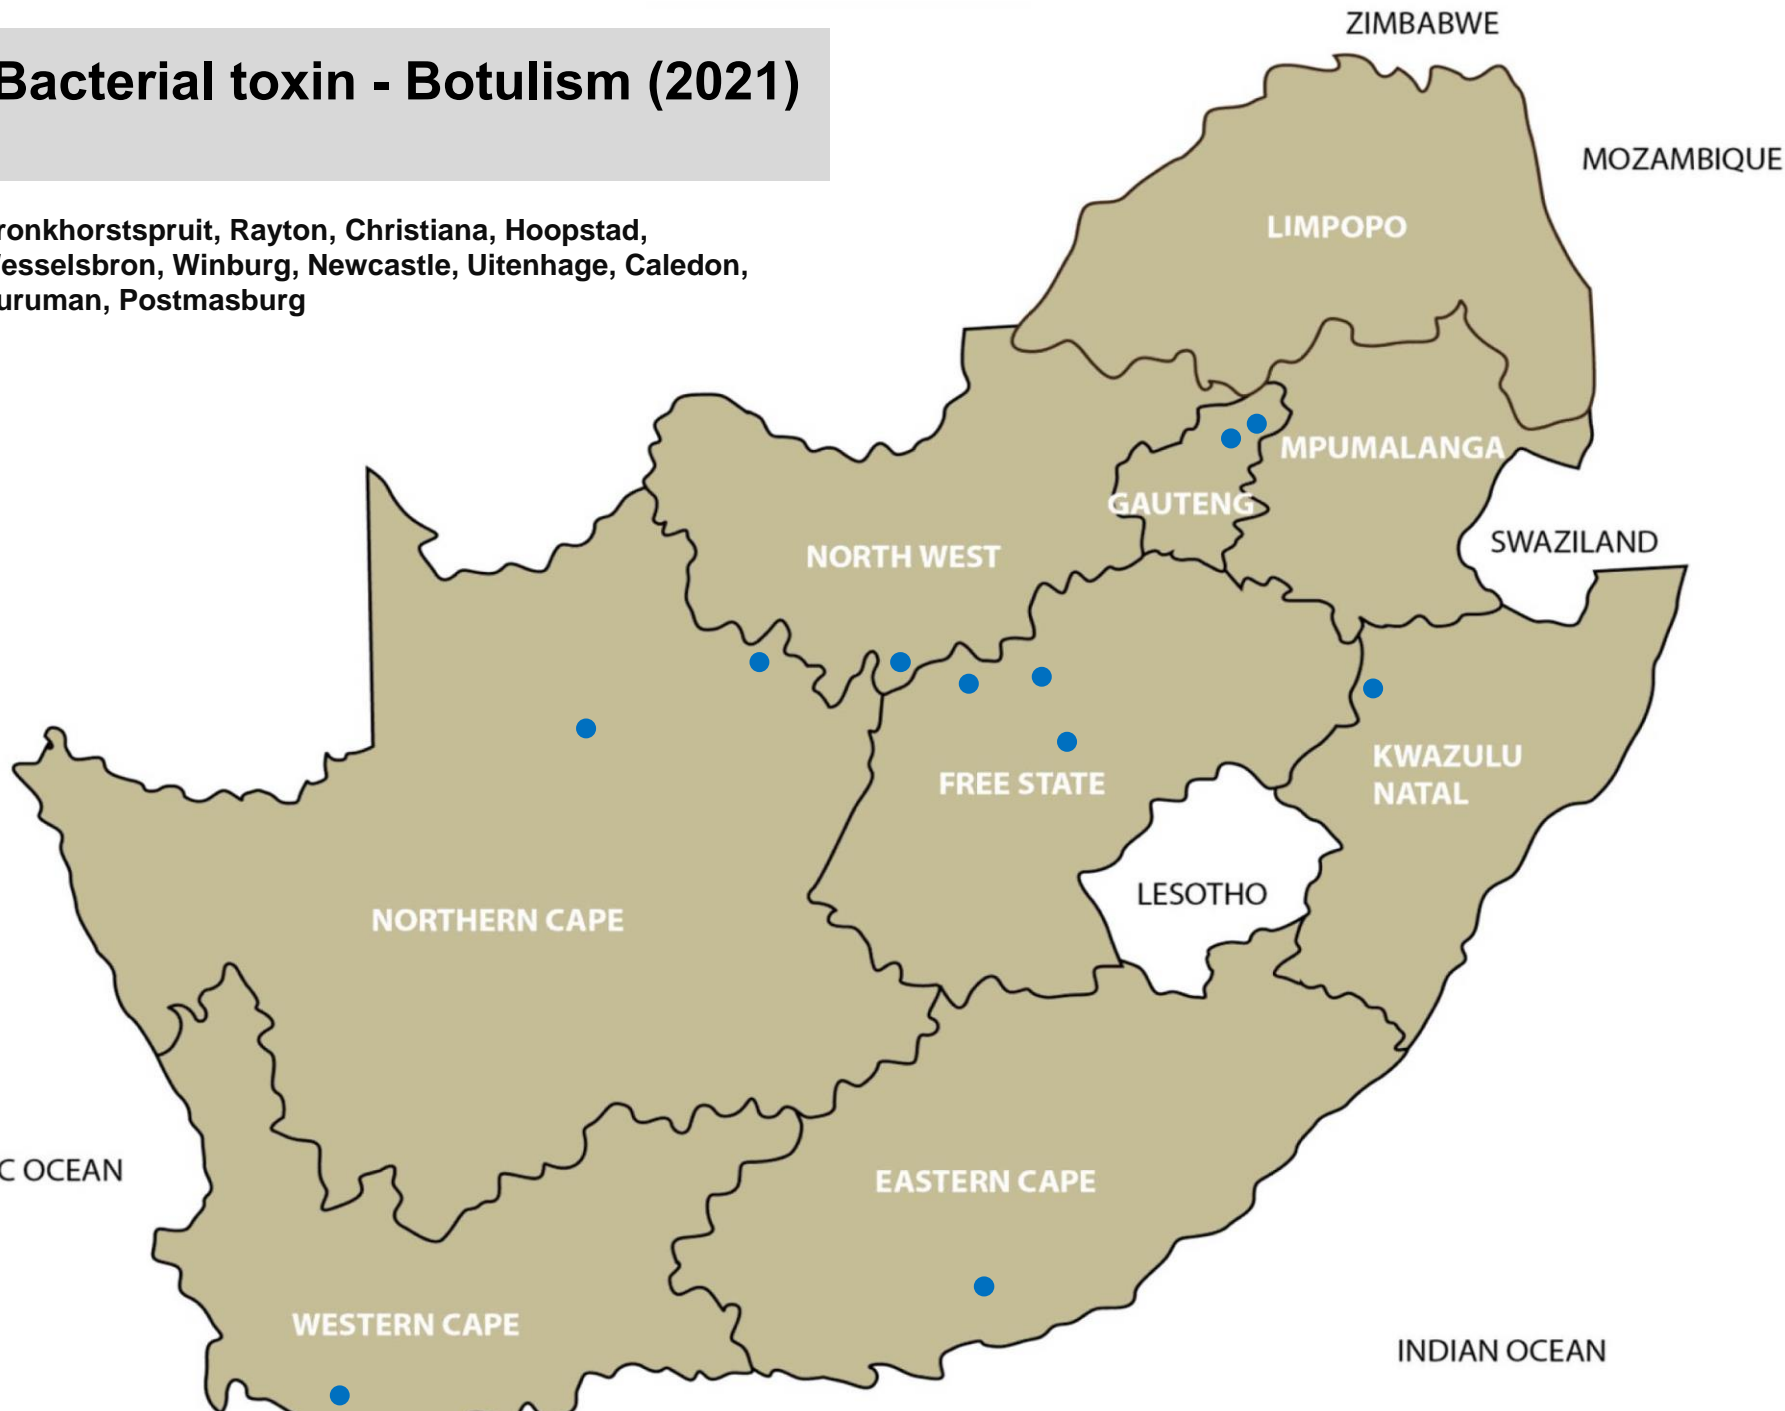 ZIMBABWE
Bacterial toxin - Botulism (2021)
MOZAMBIQUE
ronkhorstspruit, Rayton, Christiana, Hoopstad,
esselsbron, Winburg, Newcastle, Uitenhage, Caledon,
uruman, Postmasburg
LIMPOPO
MPUMALANGA
GAUTENG
NORTH WEST
SWAZILAND
KWAZULU
NATAL
FREE STATE
LESOTHO
NORTHERN CAPE
C OCEAN
EASTERN CAPE
WESTERN CAPE
INDIAN OCEAN